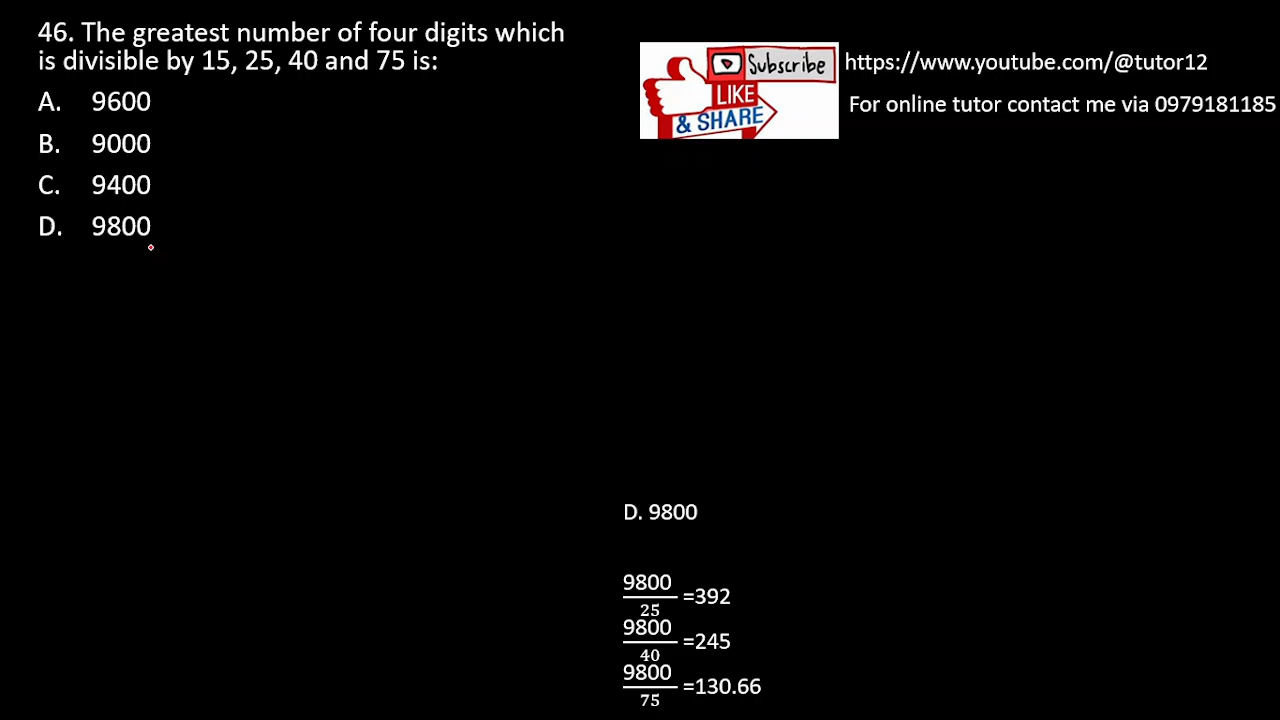 46. The greatest number of four digits which
is divisible by 15, 25, 40 and 75 is:
A. 9600
B. 9000
C. 9400
D. 9800
Subscribe
LIKE
& SHARE
https://www.youtube.com/@tutor12
For online tutor contact me via 0979181185
D. 9800
9800
25
=392
9800
40
=245
9800
75
=130.66